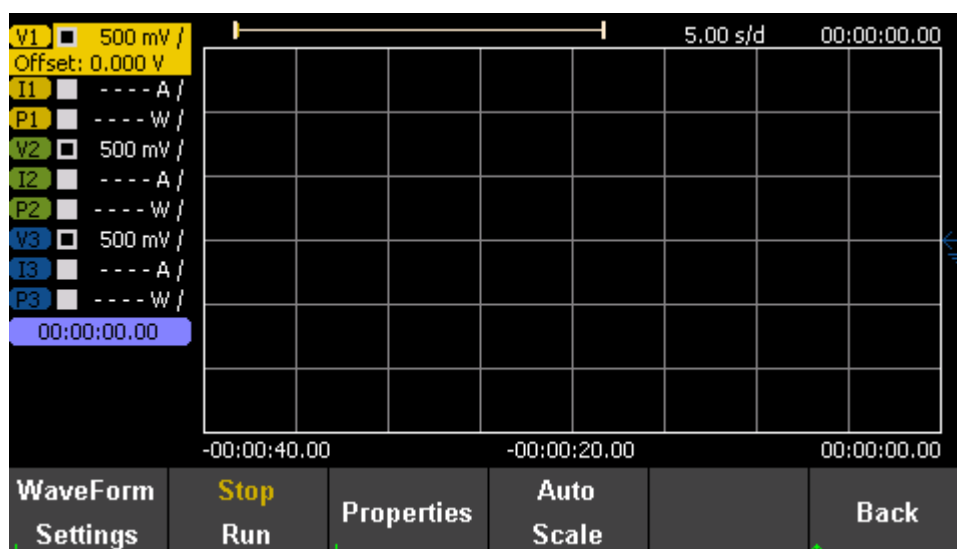 V1 500 mV / 5.00 s/d 00:00:00.00
Offset: 0.000 V
I1 ---- A /
P1 ---- W /
V2 500 mV /
I2 ---- A /
P2 ---- W /
V3 500 mV /
I3 ---- A /
P3 ---- W /
00:00:00.00
-00:00:40.00 -00:00:20.00 00:00:00.00
WaveForm Settings
Stop
Run
Properties
Auto Scale
Back